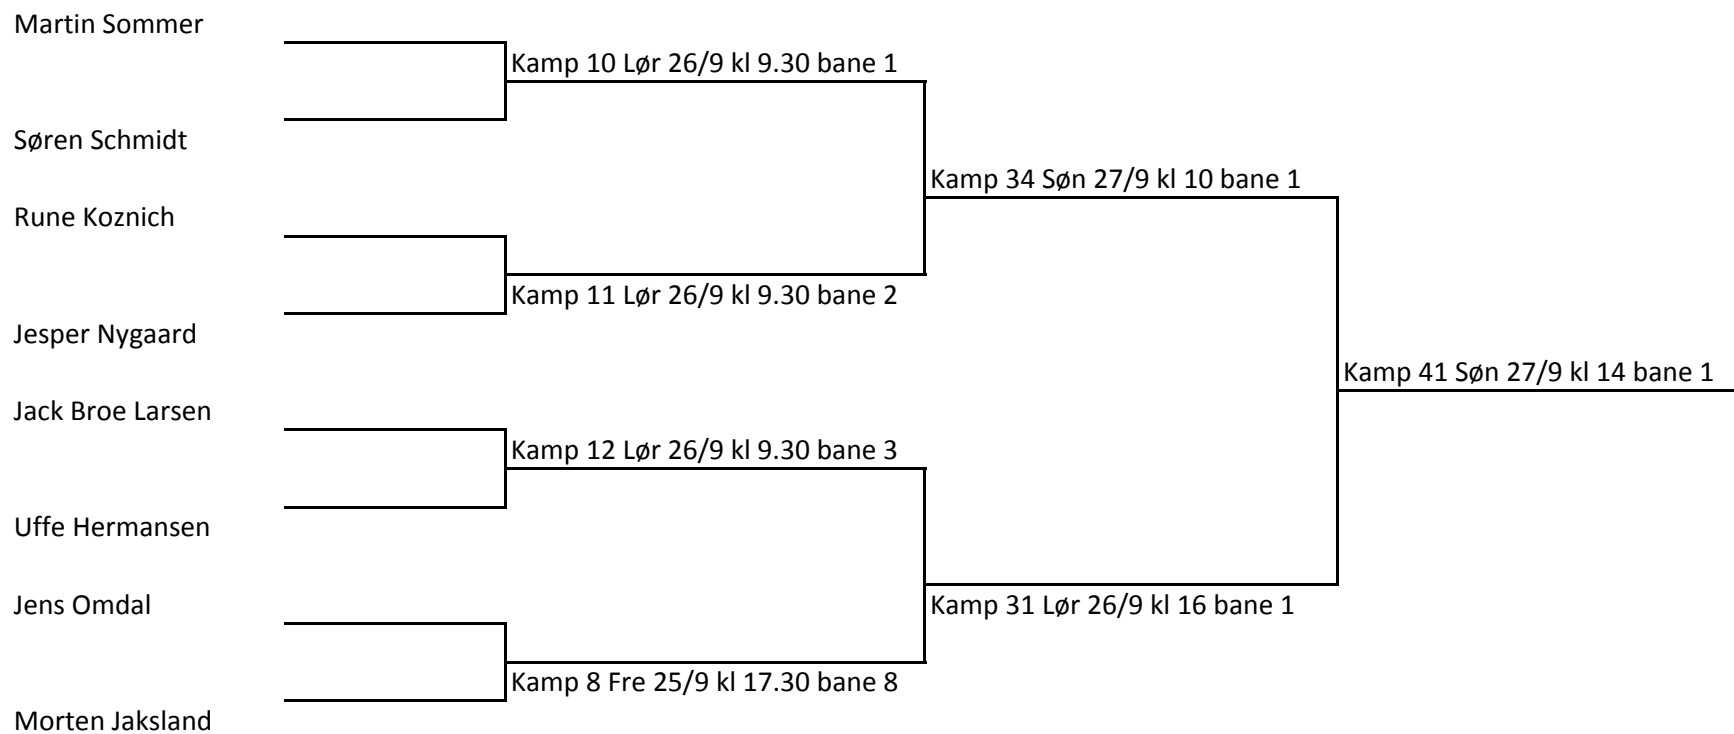 Martin Sommer
Kamp 10 Lør 26/9 kl 9.30 bane 1
Søren Schmidt
Kamp 34 Søn 27/9 kl 10 bane 1
Rune Koznich
Kamp 11 Lør 26/9 kl 9.30 bane 2
Jesper Nygaard
Kamp 41 Søn 27/9 kl 14 bane 1
Jack Broe Larsen
Kamp 12 Lør 26/9 kl 9.30 bane 3
Uffe Hermansen
Jens Omdal
Kamp 31 Lør 26/9 kl 16 bane 1
Kamp 8 Fre 25/9 kl 17.30 bane 8
Morten Jaksland